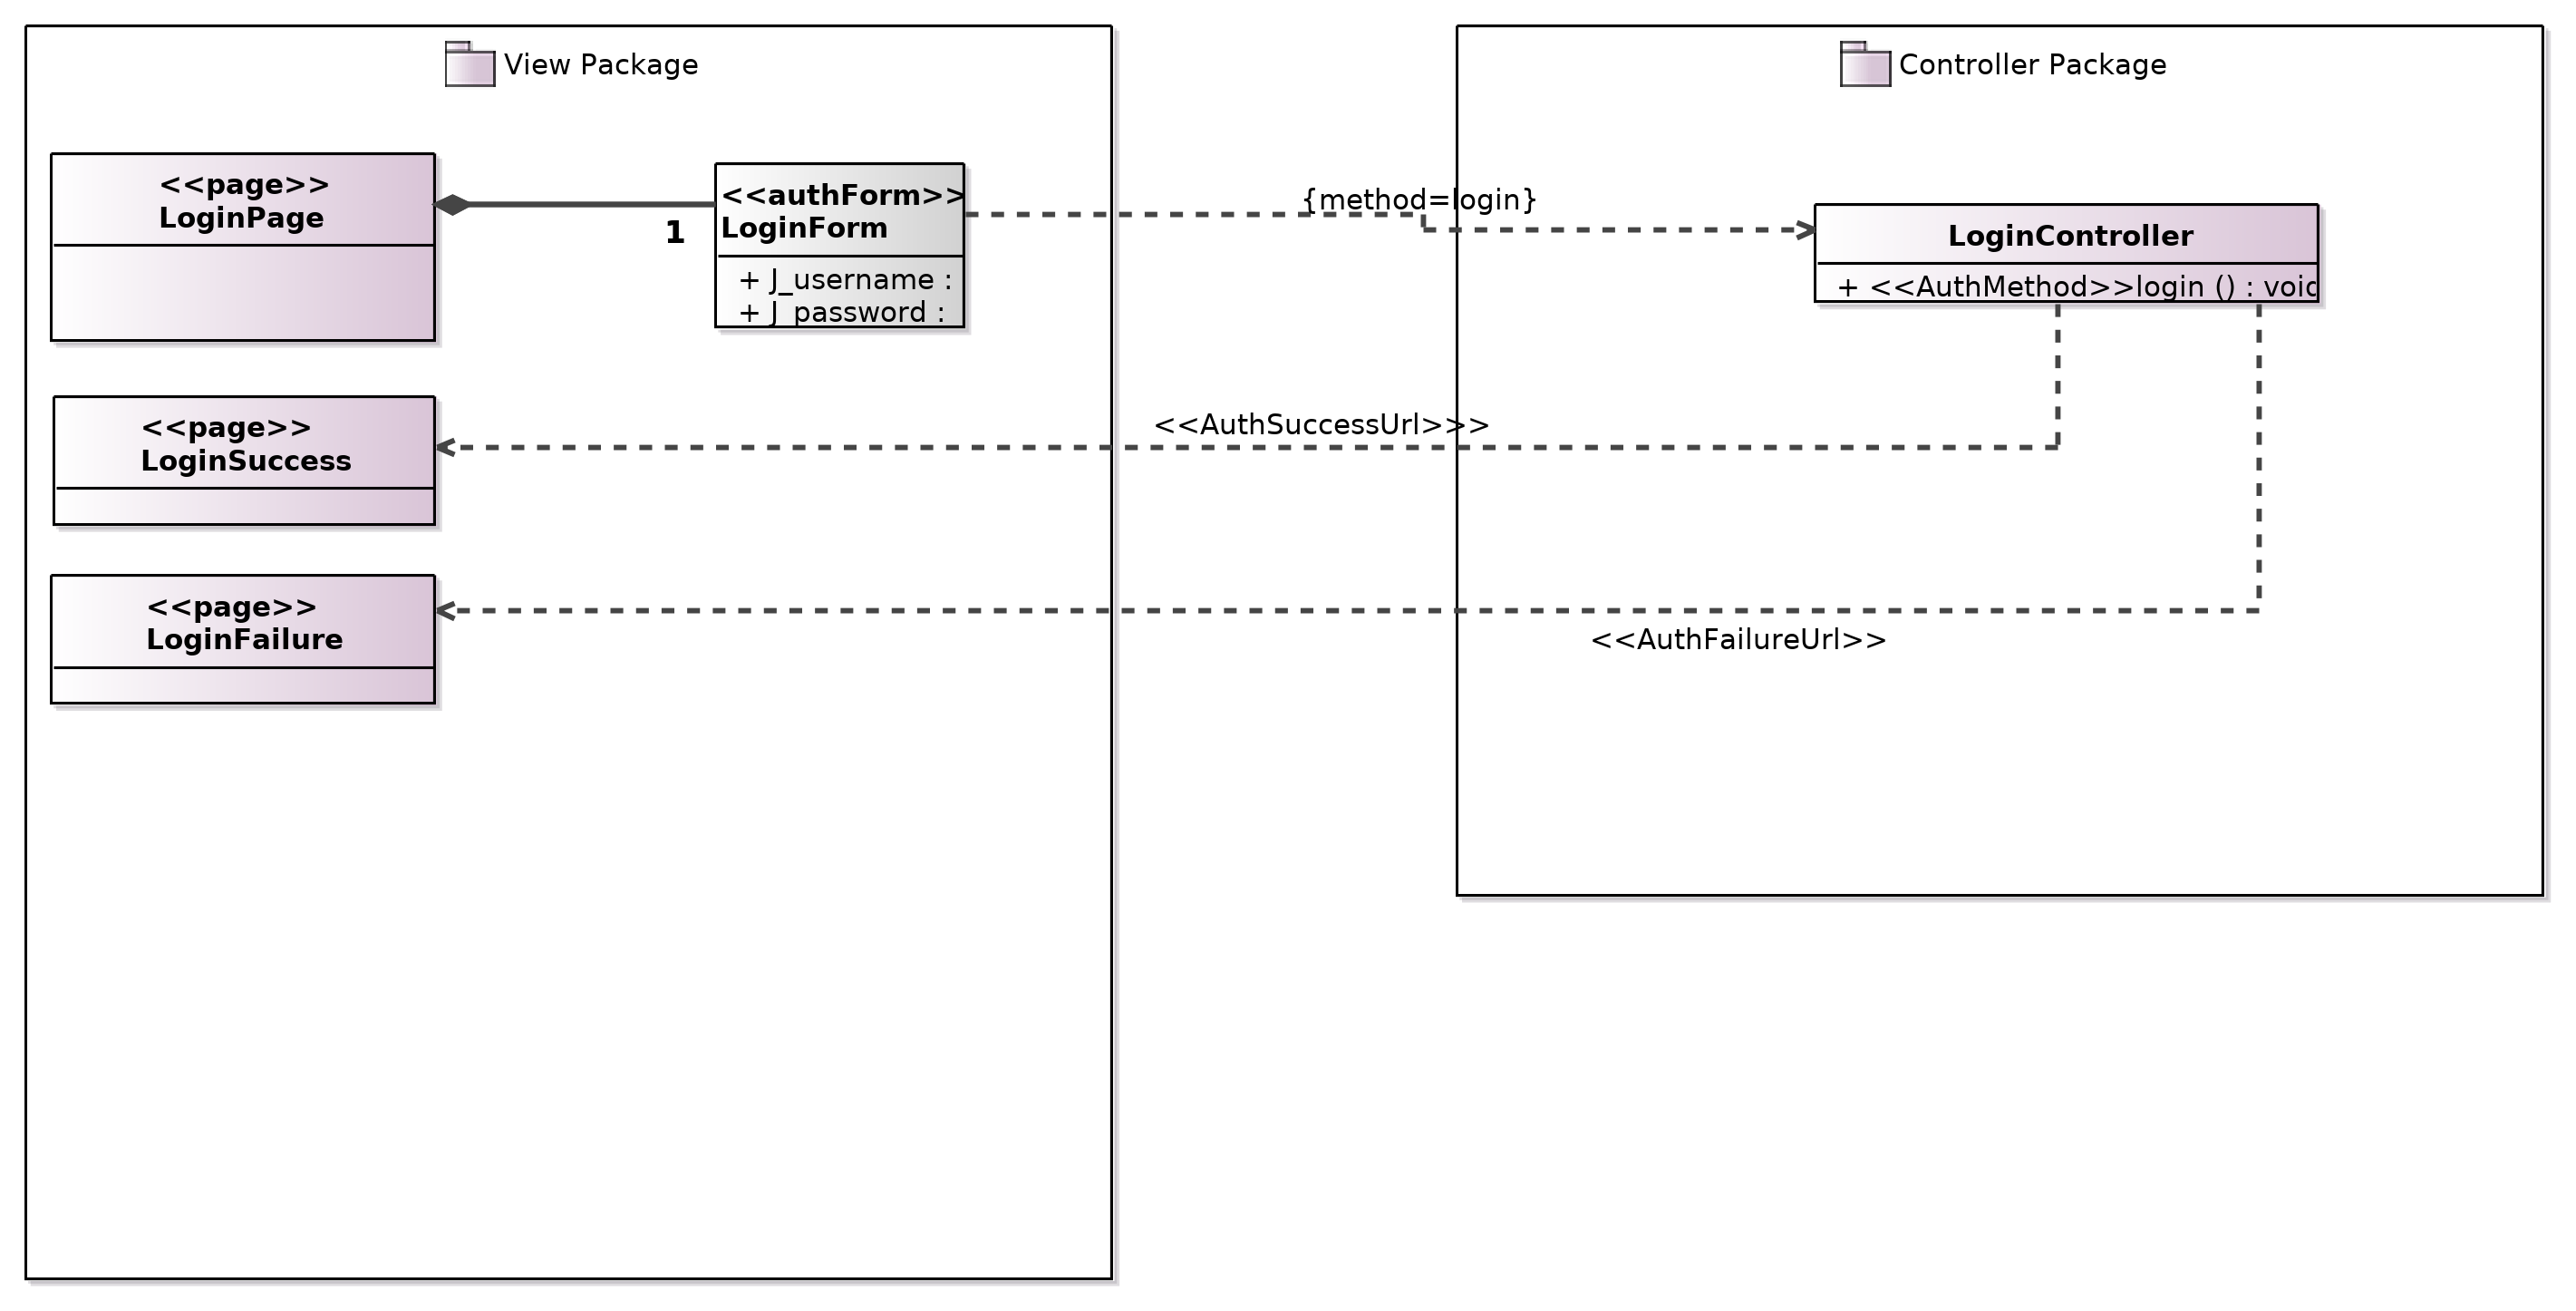 View Package
<<page>>
LoginPage
1
<<authForm>>
LoginForm
+ J_username :
+ J_password :
{method=login}
Controller Package
LoginController
+ <<AuthMethod>>login () : void
<<page>>
LoginSuccess
<<AuthSuccessUrl>>>
<<page>>
LoginFailure
<<AuthFailureUrl>>